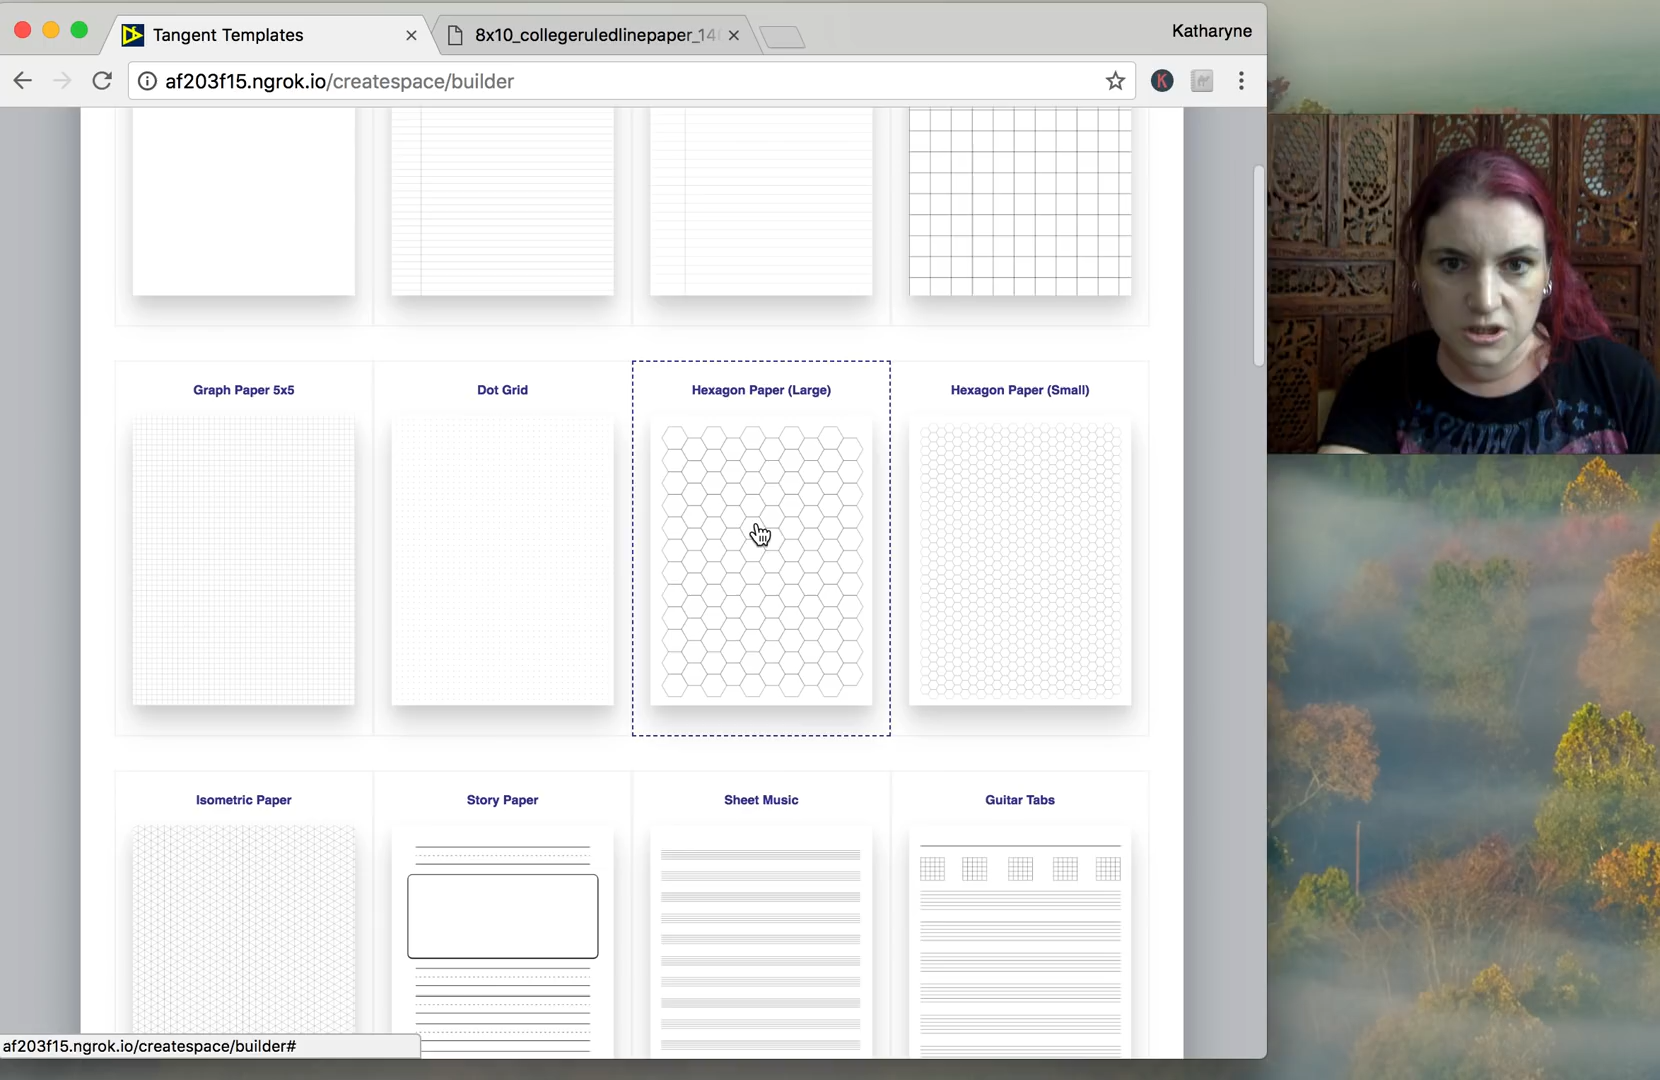 Tangent Templates
8x10_collegeruledlinepaper_14
Katharyne
af203f15.ngrok.io/createspace/builder
K
Graph Paper 5x5
Dot Grid
Hexagon Paper (Large)
Hexagon Paper (Small)
Isometric Paper
Story Paper
Sheet Music
Guitar Tabs
af203f15.ngrok.io/createspace/builder#